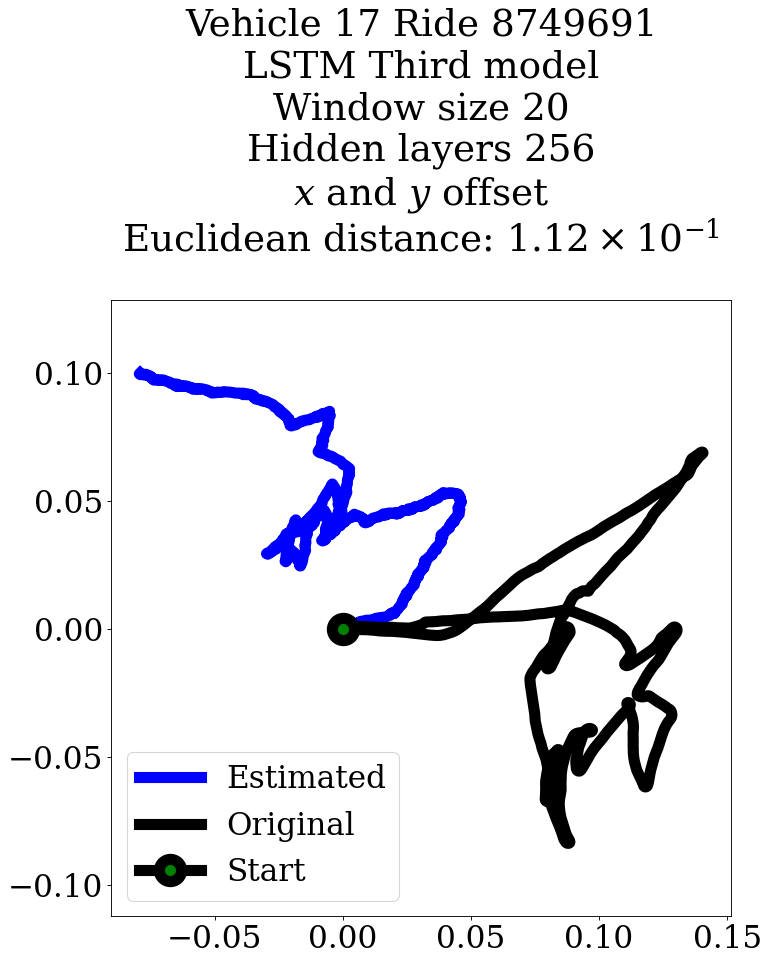 Vehicle 17 Ride 8749691
LSTM Third model
Window size 20
Hidden layers 256
x and y offset
Euclidean distance: 1.12 × 10⁻¹
0.10
0.05
0.00
−0.05
−0.10
Estimated
Original
Start
−0.05 0.00 0.05 0.10 0.15